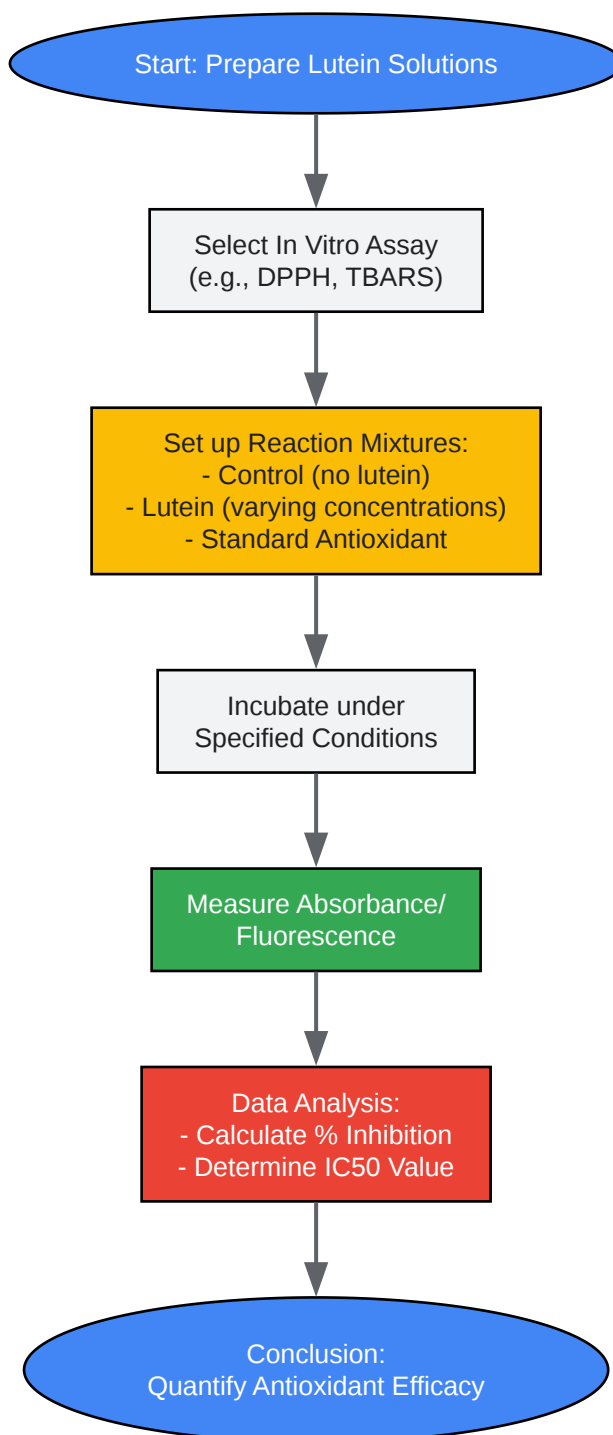 Start: Prepare Lutein Solutions
Select In Vitro Assay
(e.g., DPPH, TBARS)
Set up Reaction Mixtures:
- Control (no lutein)
- Lutein (varying concentrations)
- Standard Antioxidant
Incubate under
Specified Conditions
Measure Absorbance/
Fluorescence
Data Analysis:
- Calculate % Inhibition
- Determine IC50 Value
Conclusion:
Quantify Antioxidant Efficacy